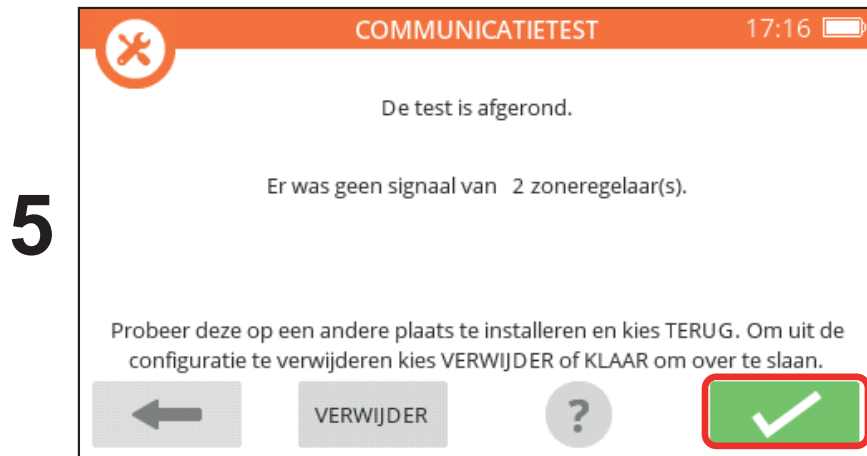 COMMUNICATIETEST 17:16
De test is afgerond.
Er was geen signaal van 2 zoneregelaar(s).
5
Probeer deze op een andere plaats te installeren en kies TERUG. Om uit de
configuratie te verwijderen kies VERWIJDER of KLAAR om over te slaan.
VERWIJDER ?